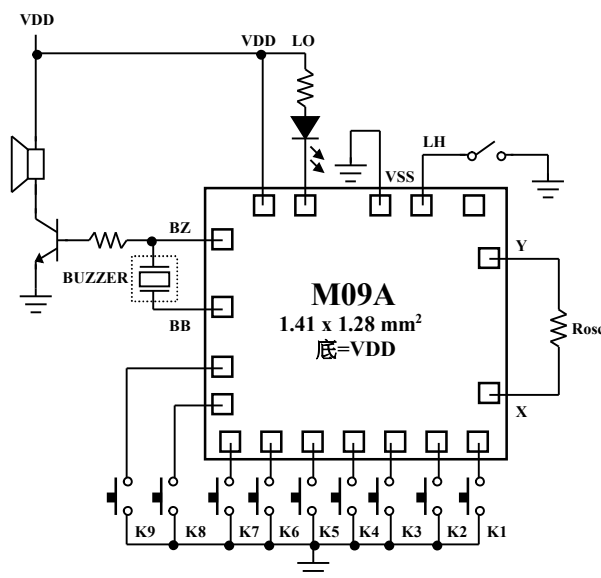 VDD
VDD LO
LH
VSS
BZ
Y
BUZZER
M09A
1.41 x 1.28 mm²
底=VDD
Rosc
BB
X
K9 K8 K7 K6 K5 K4 K3 K2 K1